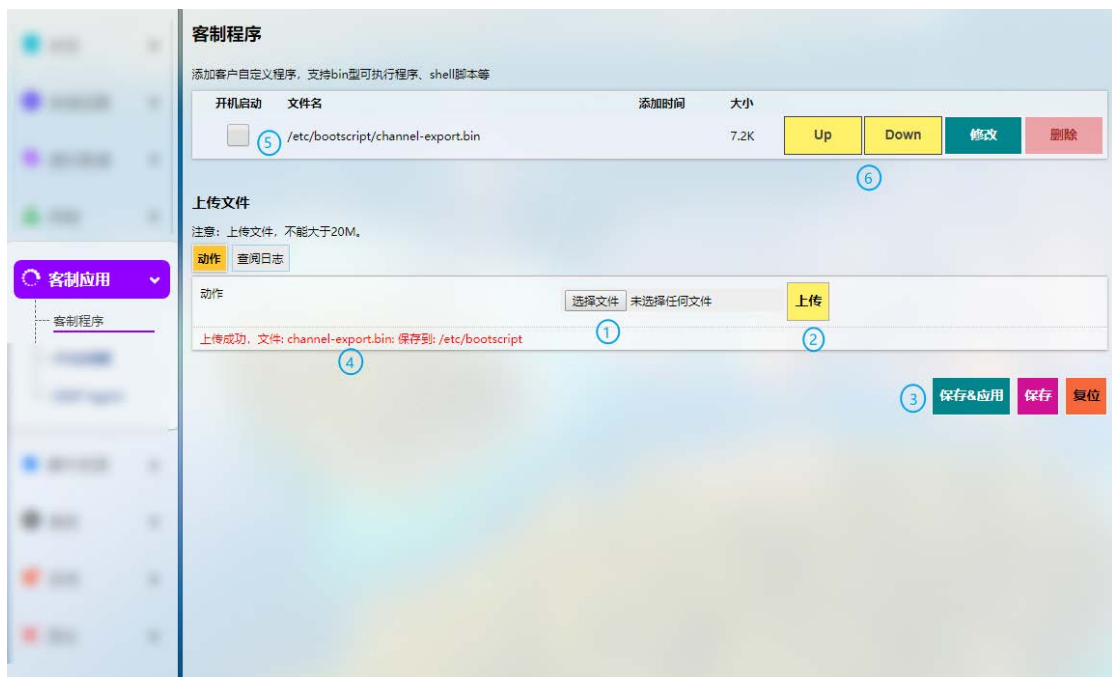 客制程序
添加客户自定义程序，支持bin型可执行程序、shell脚本等
开机启动 文件名 添加时间 大小
⑤ /etc/bootscript/channel-export.bin 7.2K Up Down 修改 删除
⑥
上传文件
注意：上传文件，不能大于20M。
动作 查阅日志
客制应用
动作 选择文件 未选择任何文件 上传
客制程序
① ②
上传成功，文件: channel-export.bin: 保存到: /etc/bootscript
④
③ 保存&应用 保存 复位